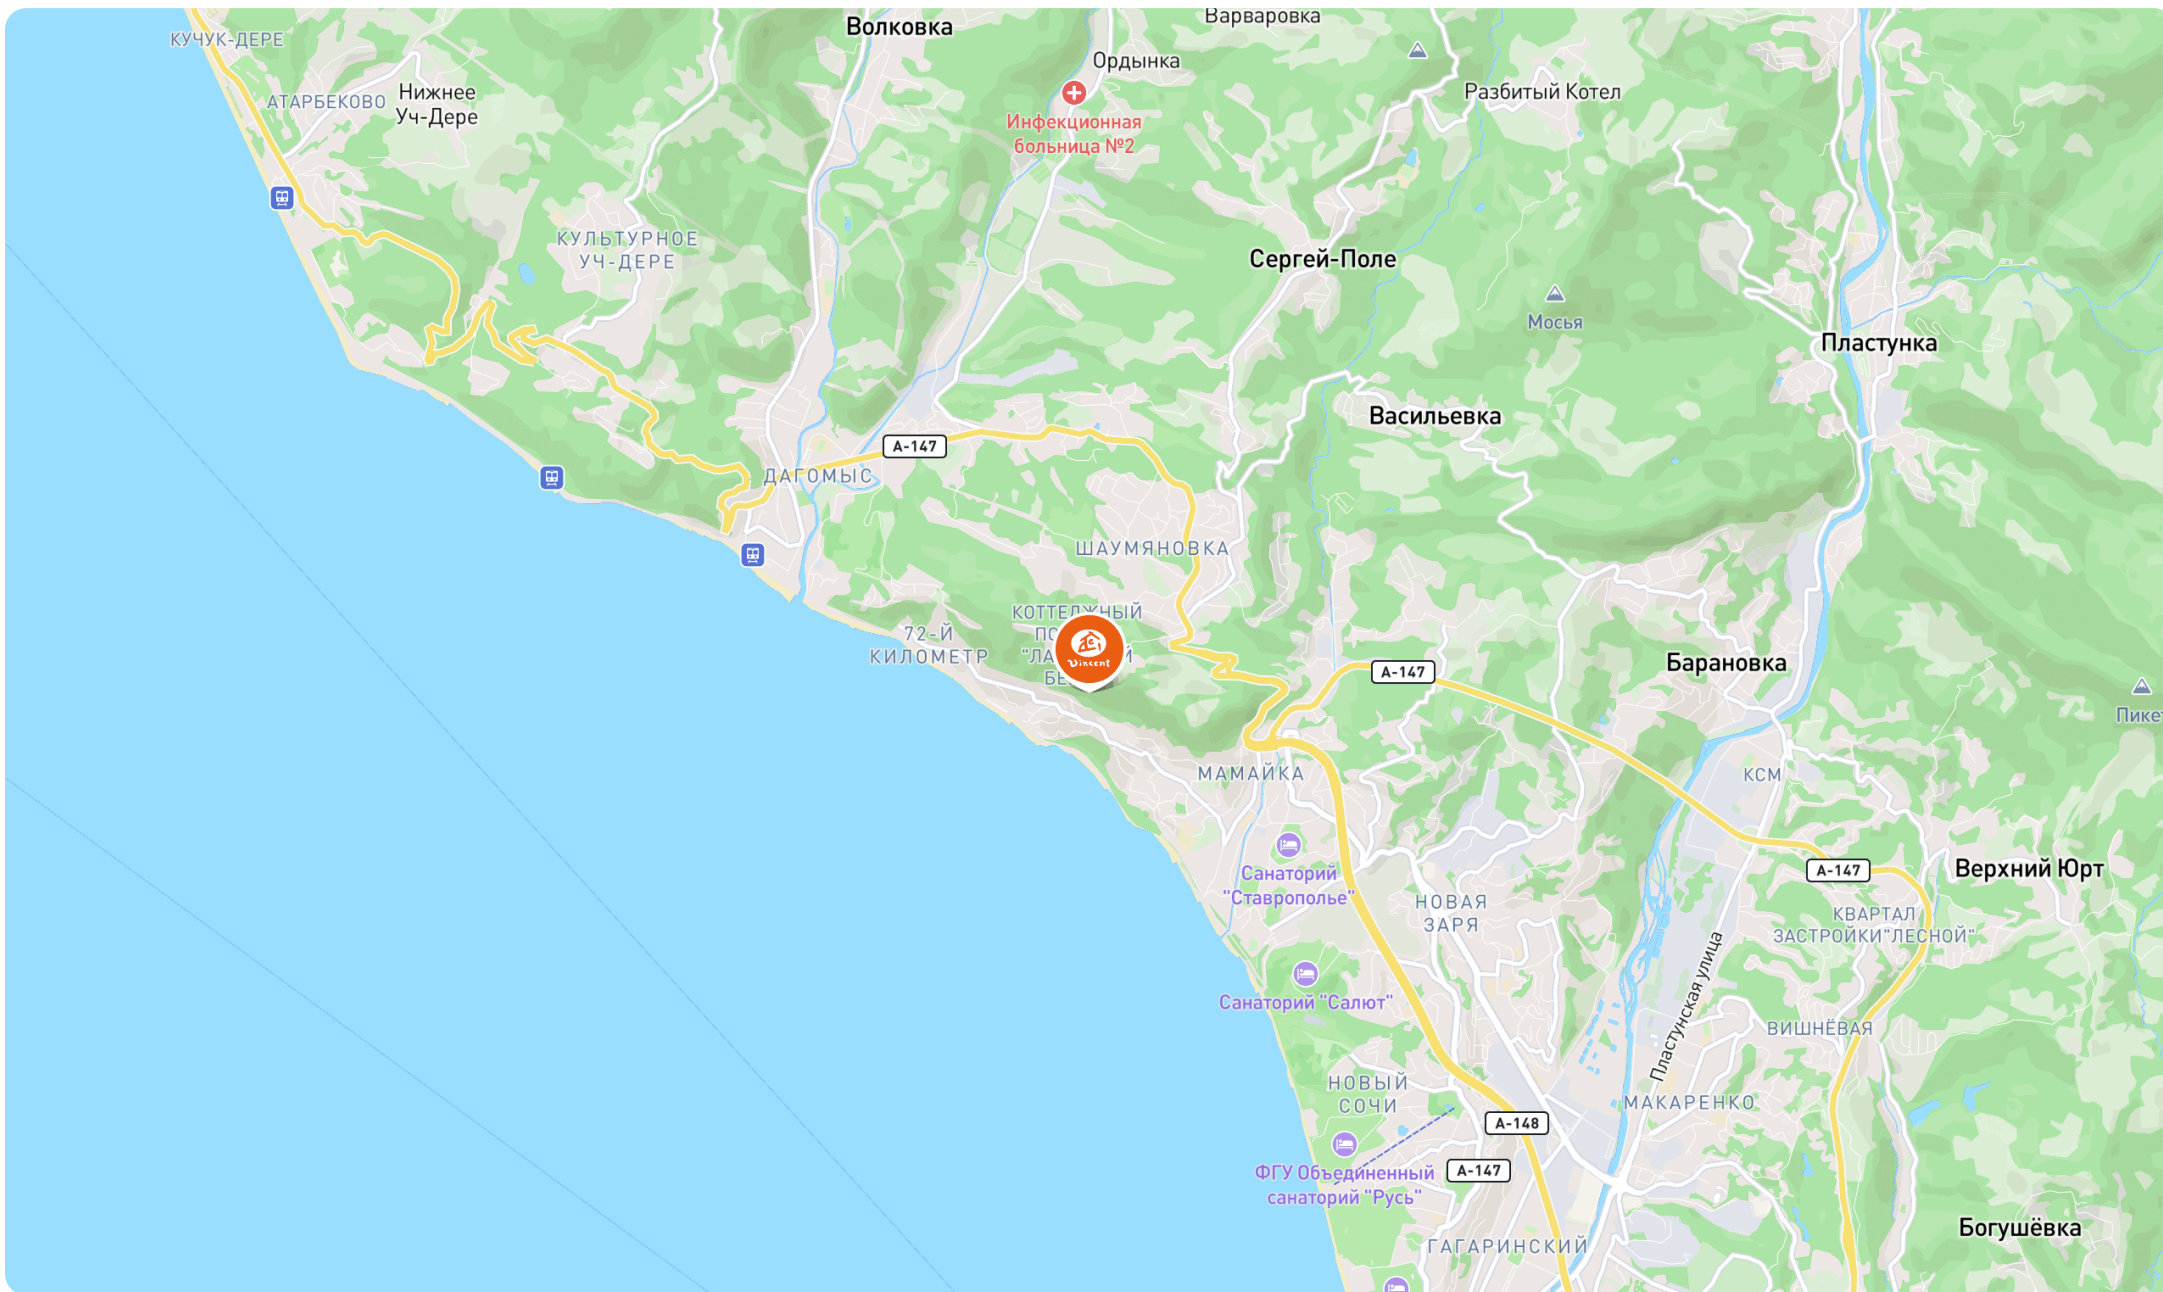 Варваровка
Волковка
КУЧУК-ДЕРЕ
Ордынка
Нижнее
Уч-Дере
АТАРБЕКОВО
Разбитый Котел
Инфекционная
больница №2
КУЛЬТУРНОЕ
УЧ-ДЕРЕ
Сергей-Поле
Мосья
Пластунка
Васильевка
А-147
ДАГОМЫС
ШАУМЯНОВКА
КОТТЕДЖНЫЙ
72-Й
КИЛОМЕТР
Vincent
А-147
Барановка
МАМАЙКА
КСМ
Санаторий
"Ставрополье"
А-147
Верхний Юрт
НОВАЯ
ЗАРЯ
КВАРТАЛ
ЗАСТРОЙКИ"ЛЕСНОЙ"
Пластунская улица
Санаторий "Салют"
ВИШНЁВАЯ
НОВЫЙ
СОЧИ
МАКАРЕНКО
А-148
ФГУ Объединенный
санаторий "Русь"
А-147
Богушёвка
ГАГАРИНСКИЙ